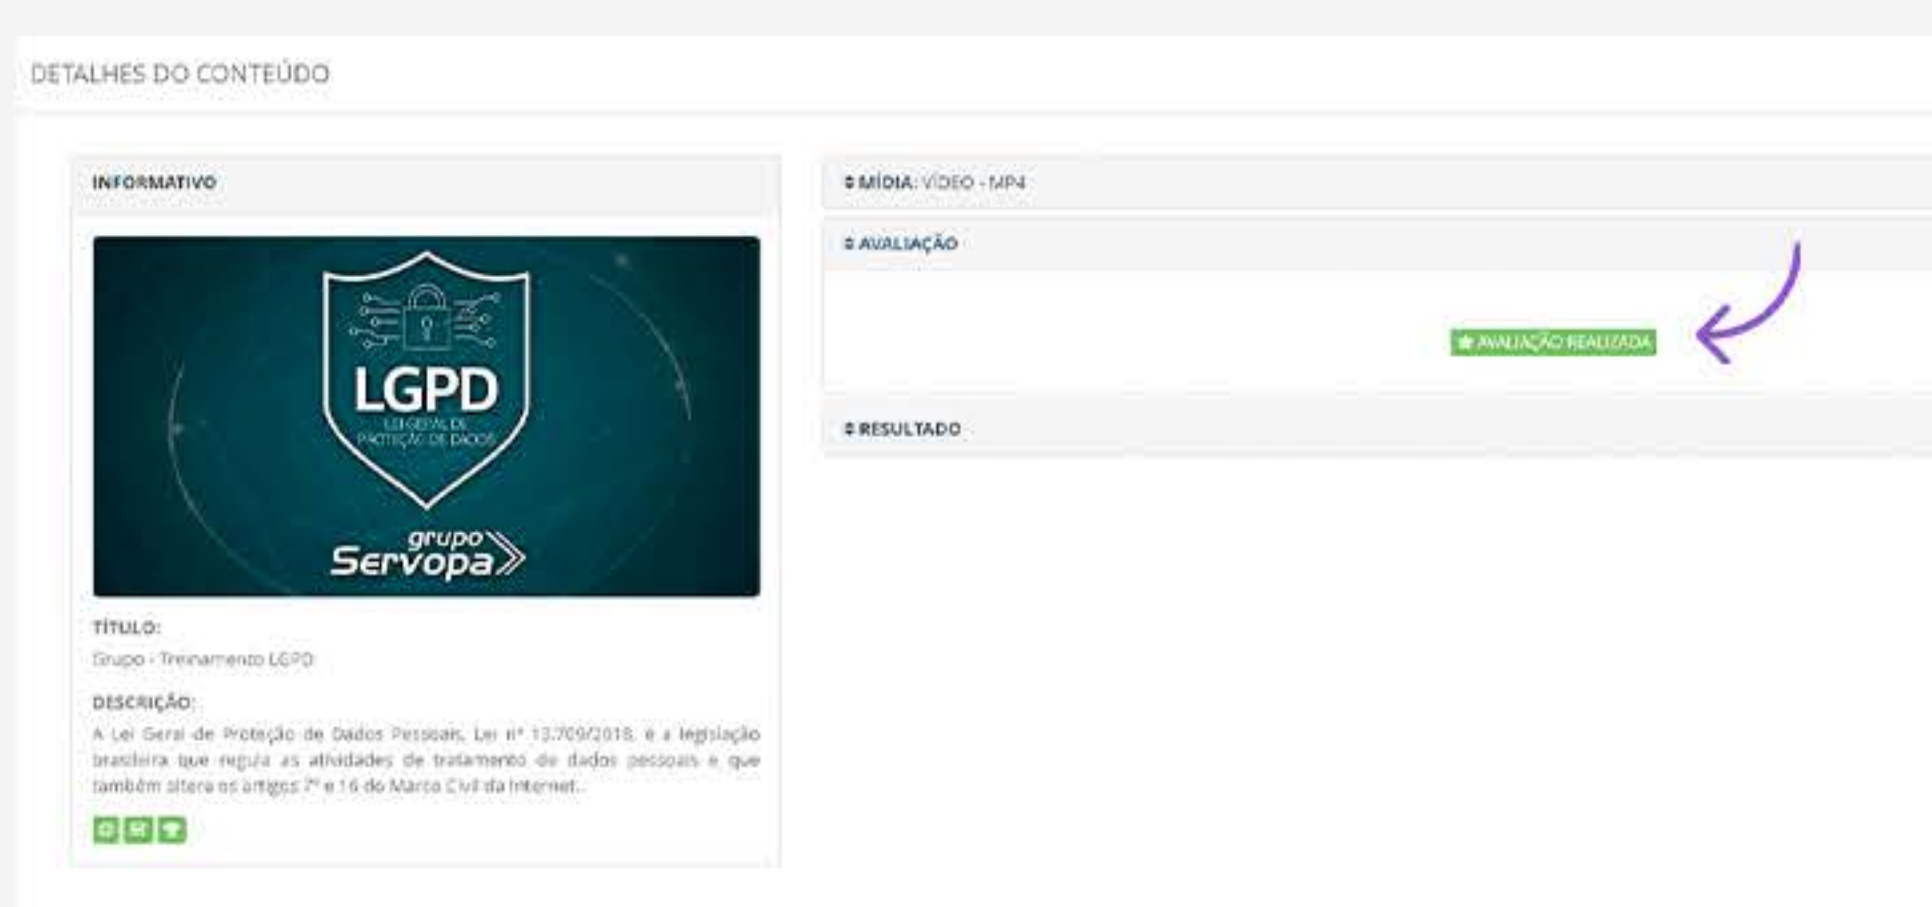 DETALHES DO CONTEÚDO
INFORMATIVO
LGPD
LEI GERAL DE
PROTEÇÃO DE DADOS
grupo
Servopa
TÍTULO:
Grupo - Treinamento LGPD
DESCRIÇÃO:
A Lei Geral de Proteção de Dados Pessoais, Lei nº 13.709/2018, é a legislação
brasileira que regula as atividades de tratamento de dados pessoais e que
também altera os artigos 7º e 16 do Marco Civil da Internet.
MÍDIA: VÍDEO - MP4
AVALIAÇÃO
AVALIAÇÃO REALIZADA
RESULTADO